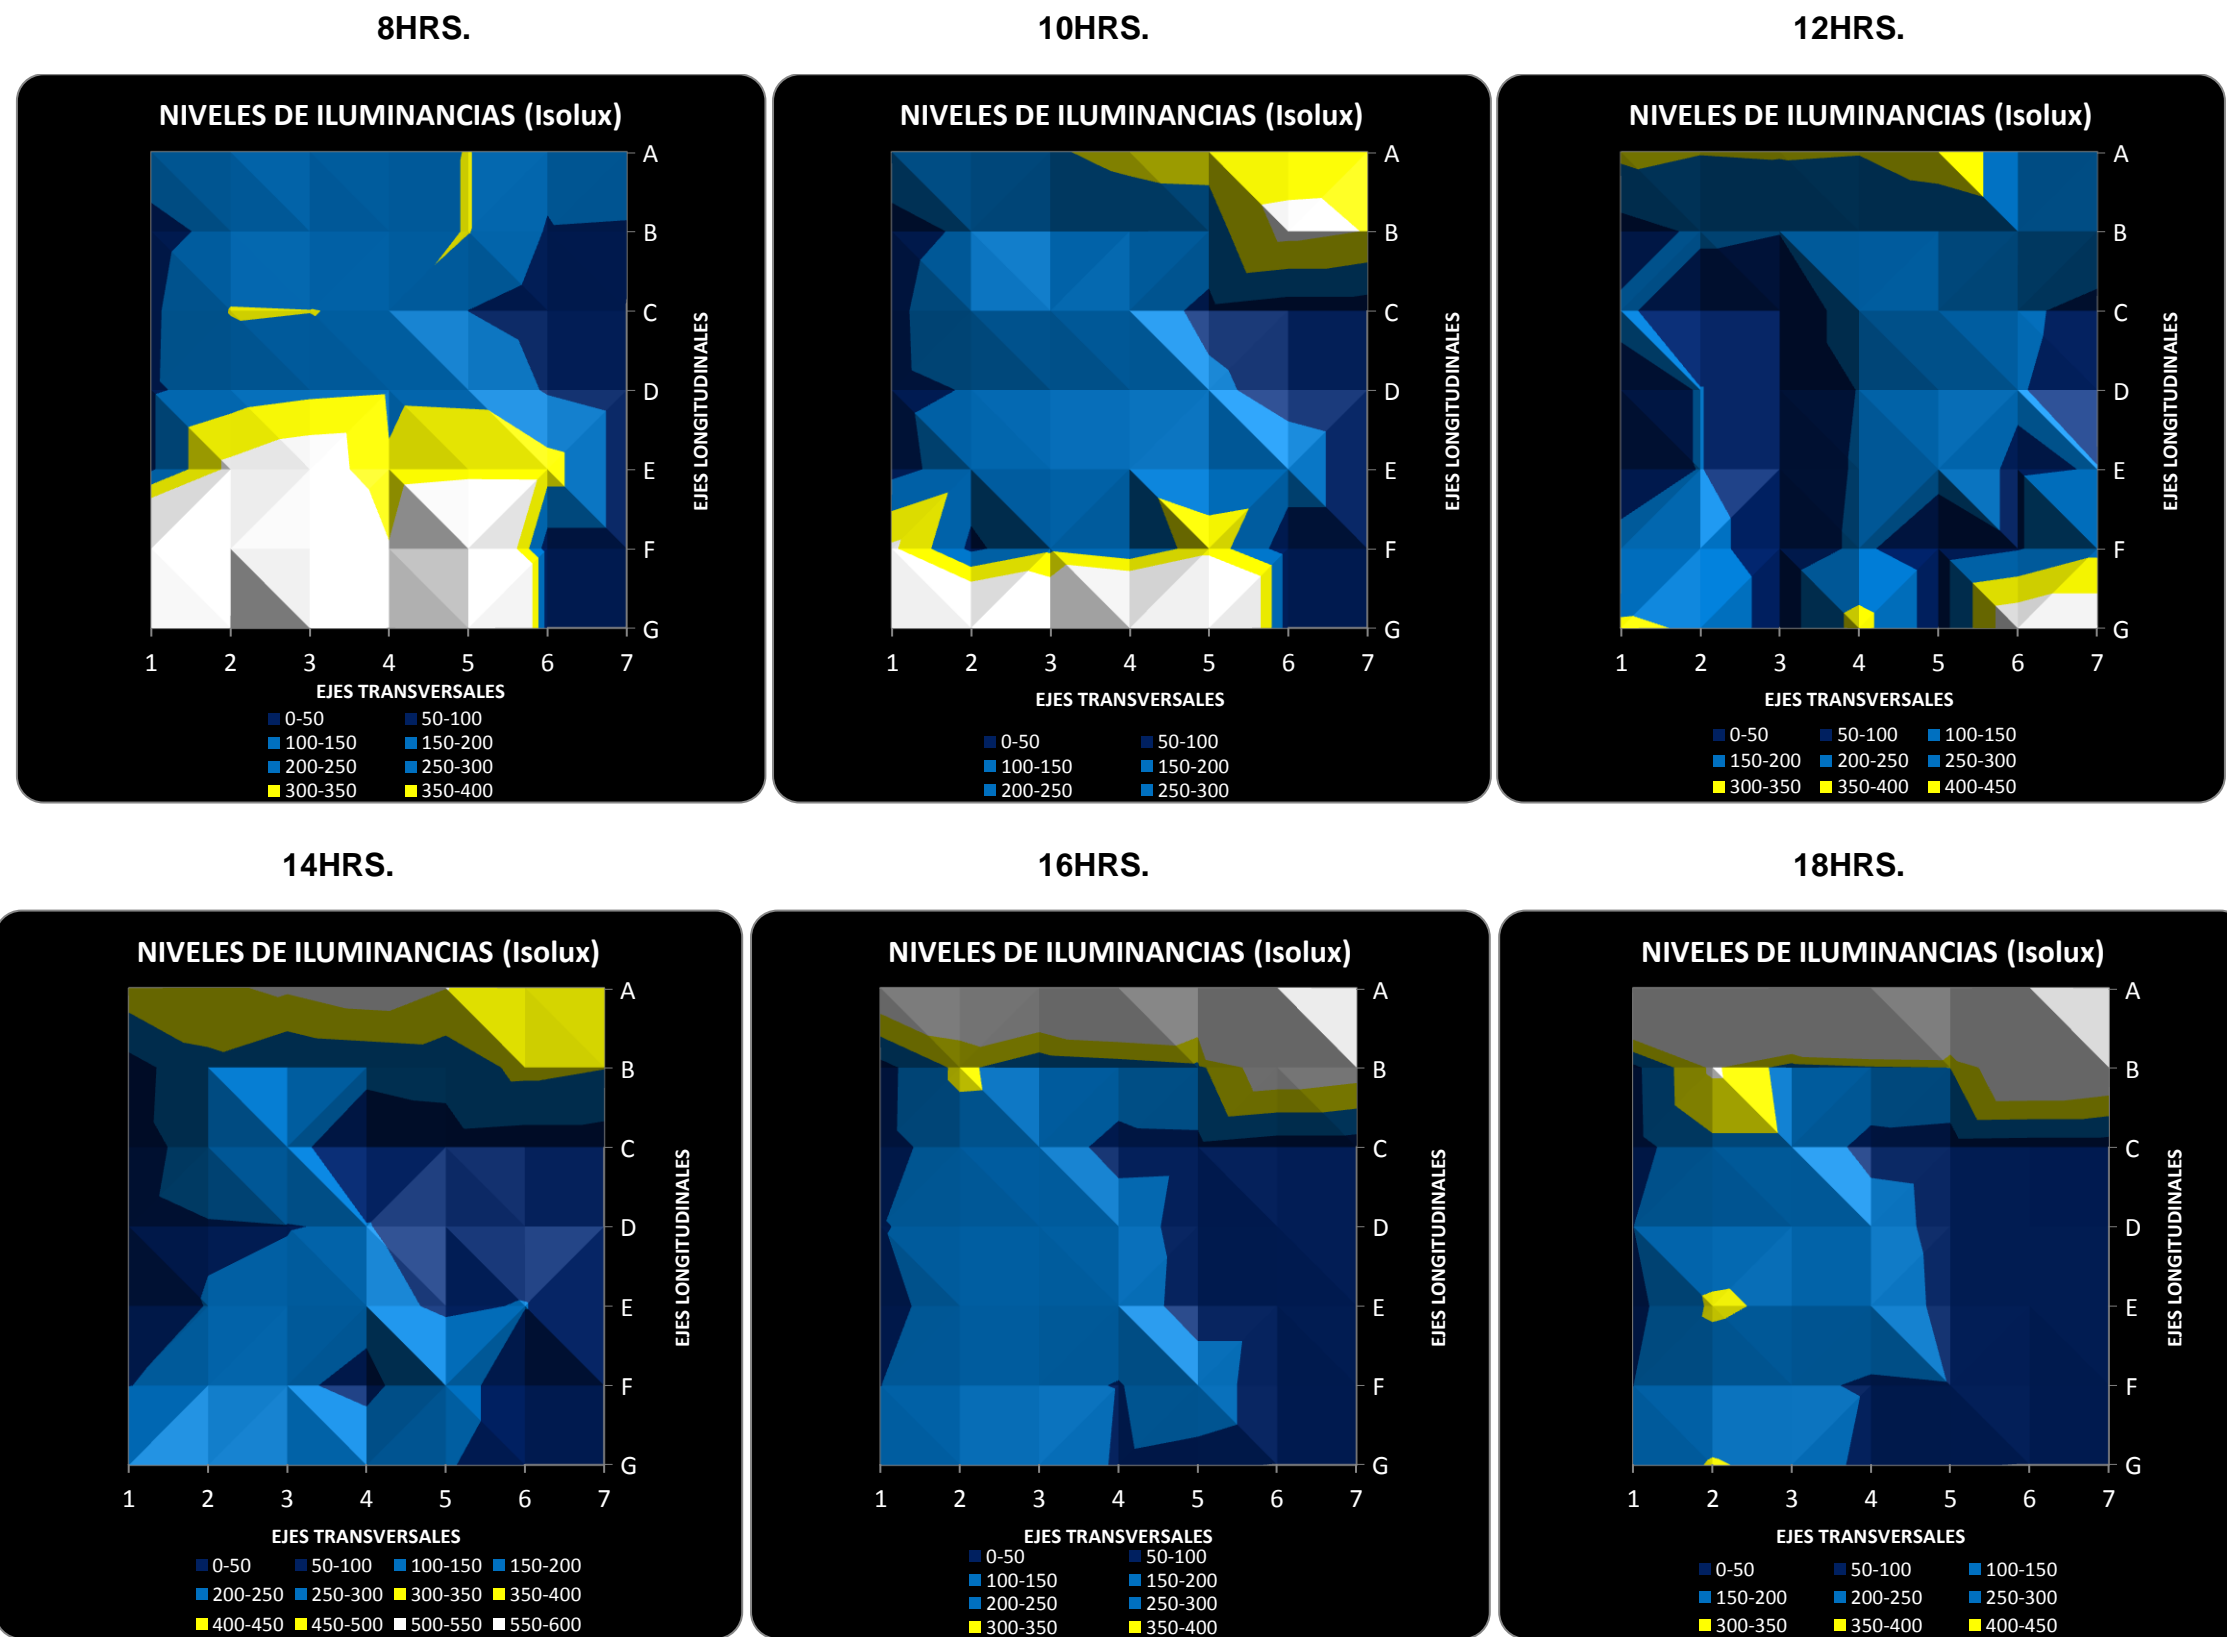 8HRS.
10HRS.
12HRS.
NIVELES DE ILUMINANCIAS (Isolux)
A
B
C
D
E
F
G
EJES LONGITUDINALES
1 2 3 4 5 6 7
EJES TRANSVERSALES
0-50 50-100
100-150 150-200
200-250 250-300
300-350 350-400
NIVELES DE ILUMINANCIAS (Isolux)
A
B
C
D
E
F
G
EJES LONGITUDINALES
1 2 3 4 5 6 7
EJES TRANSVERSALES
0-50 50-100
100-150 150-200
200-250 250-300
NIVELES DE ILUMINANCIAS (Isolux)
A
B
C
D
E
F
G
EJES LONGITUDINALES
1 2 3 4 5 6 7
EJES TRANSVERSALES
0-50 50-100 100-150
150-200 200-250 250-300
300-350 350-400 400-450
14HRS.
16HRS.
18HRS.
NIVELES DE ILUMINANCIAS (Isolux)
A
B
C
D
E
F
G
EJES LONGITUDINALES
1 2 3 4 5 6 7
EJES TRANSVERSALES
0-50 50-100 100-150 150-200
200-250 250-300 300-350 350-400
400-450 450-500 500-550 550-600
NIVELES DE ILUMINANCIAS (Isolux)
A
B
C
D
E
F
G
EJES LONGITUDINALES
1 2 3 4 5 6 7
EJES TRANSVERSALES
0-50 50-100
100-150 150-200
200-250 250-300
300-350 350-400
NIVELES DE ILUMINANCIAS (Isolux)
A
B
C
D
E
F
G
EJES LONGITUDINALES
1 2 3 4 5 6 7
EJES TRANSVERSALES
0-50 50-100 100-150
150-200 200-250 250-300
300-350 350-400 400-450